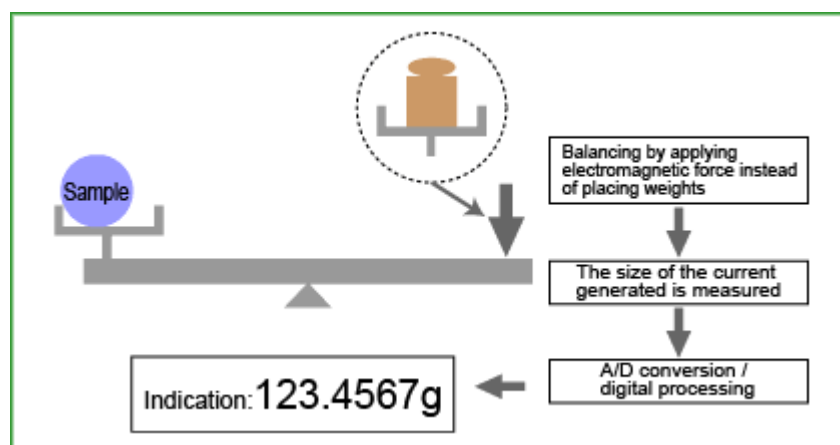 Sample
Balancing by applying
electromagnetic force instead
of placing weights
The size of the current
generated is measured
A/D conversion /
digital processing
Indication:123.4567g